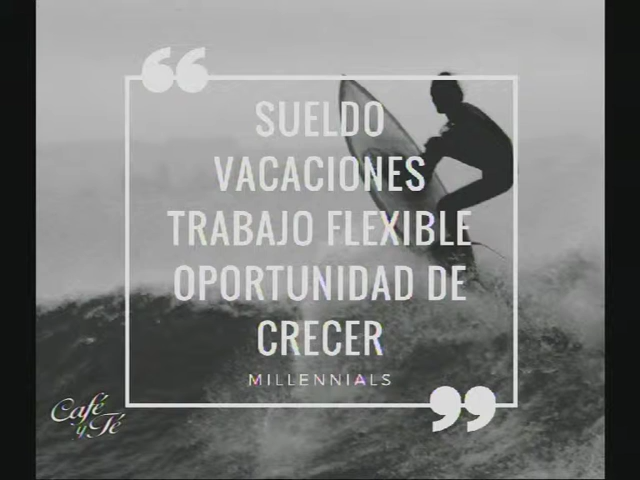 SUELDO
VACACIONES
TRABAJO FLEXIBLE
OPORTUNIDAD DE
CRECER
MILLENNIALS
Café
y Té